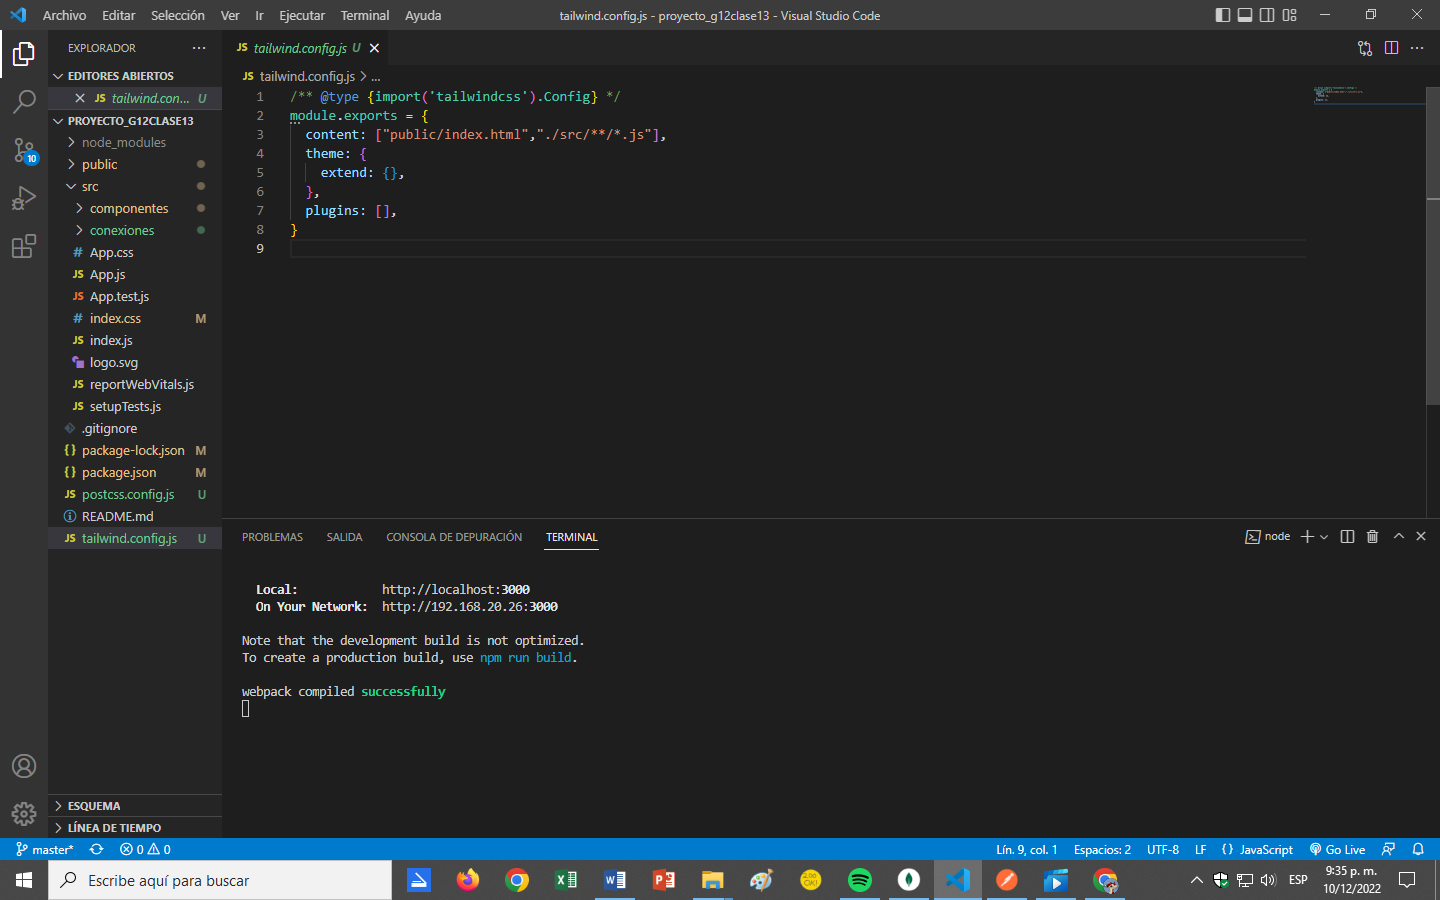 Archivo Editar Selección Ver Ir Ejecutar Terminal Ayuda
tailwind.config.js - proyecto_g12clase13 - Visual Studio Code
EXPLORADOR ···
EDITORES ABIERTOS
JS tailwind.con... U
PROYECTO_G12CLASE13
node_modules
public
src
componentes
conexiones
# App.css
JS App.js
JS App.test.js
# index.css M
JS index.js
logo.svg
JS reportWebVitals.js
JS setupTests.js
.gitignore
{} package-lock.json M
{} package.json M
JS postcss.config.js U
README.md
JS tailwind.config.js U
ESQUEMA
LÍNEA DE TIEMPO
10
JS tailwind.config.js U
JS tailwind.config.js > ...
1 /** @type {import('tailwindcss').Config} */
2 module.exports = {
3 content: ["public/index.html","./src/**/*.js"],
4 theme: {
5 extend: {},
6 },
7 plugins: [],
8 }
9
PROBLEMAS SALIDA CONSOLA DE DEPURACIÓN TERMINAL
node
Local: http://localhost:3000
On Your Network: http://192.168.20.26:3000
Note that the development build is not optimized.
To create a production build, use npm run build.
webpack compiled successfully
master* 0 0
Lín. 9, col. 1 Espacios: 2 UTF-8 LF {} JavaScript Go Live
Escribe aquí para buscar
ESP
9:35 p. m.
10/12/2022